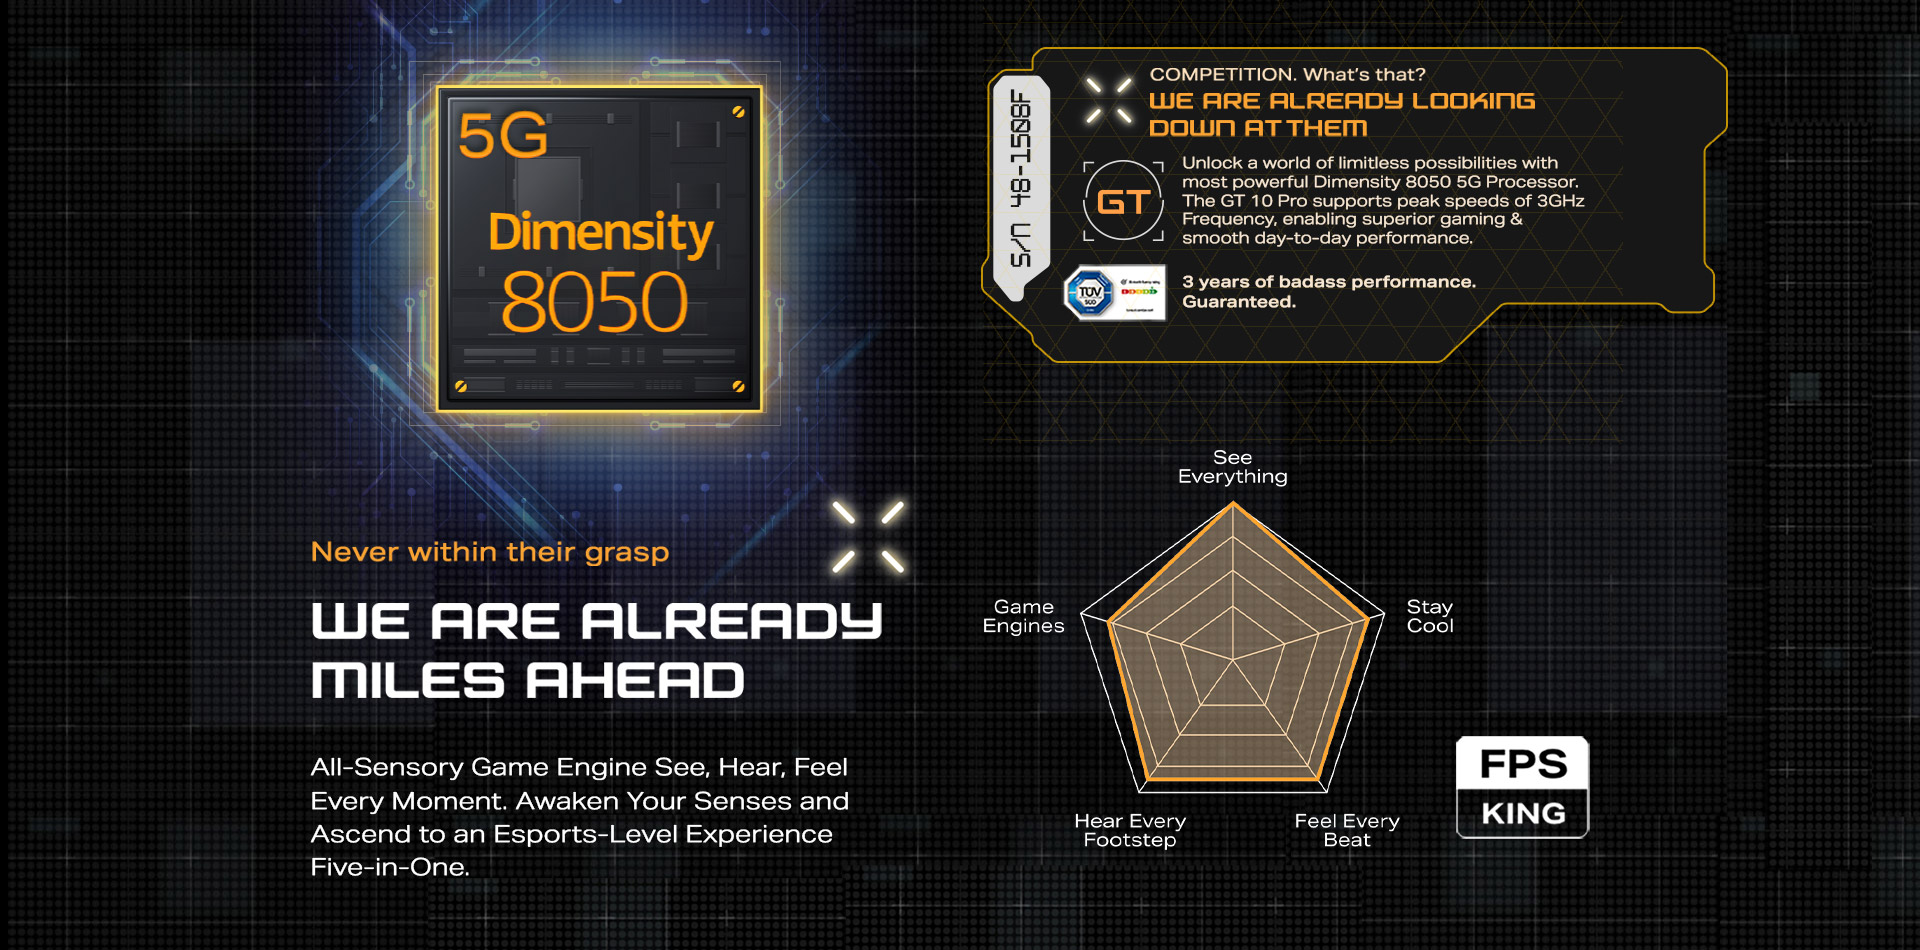 5G
Dimensity
8050
Never within their grasp
WE ARE ALREADY
MILES AHEAD
All-Sensory Game Engine See, Hear, Feel
Every Moment. Awaken Your Senses and
Ascend to an Esports-Level Experience
Five-in-One.
S/N 48-1508F
COMPETITION. What's that?
WE ARE ALREADY LOOKING
DOWN AT THEM
GT
Unlock a world of limitless possibilities with
most powerful Dimensity 8050 5G Processor.
The GT 10 Pro supports peak speeds of 3GHz
Frequency, enabling superior gaming &
smooth day-to-day performance.
TÜV
SÜD
3 years of badass performance.
Guaranteed.
See
Everything
Game
Engines
Stay
Cool
Hear Every
Footstep
Feel Every
Beat
FPS
KING